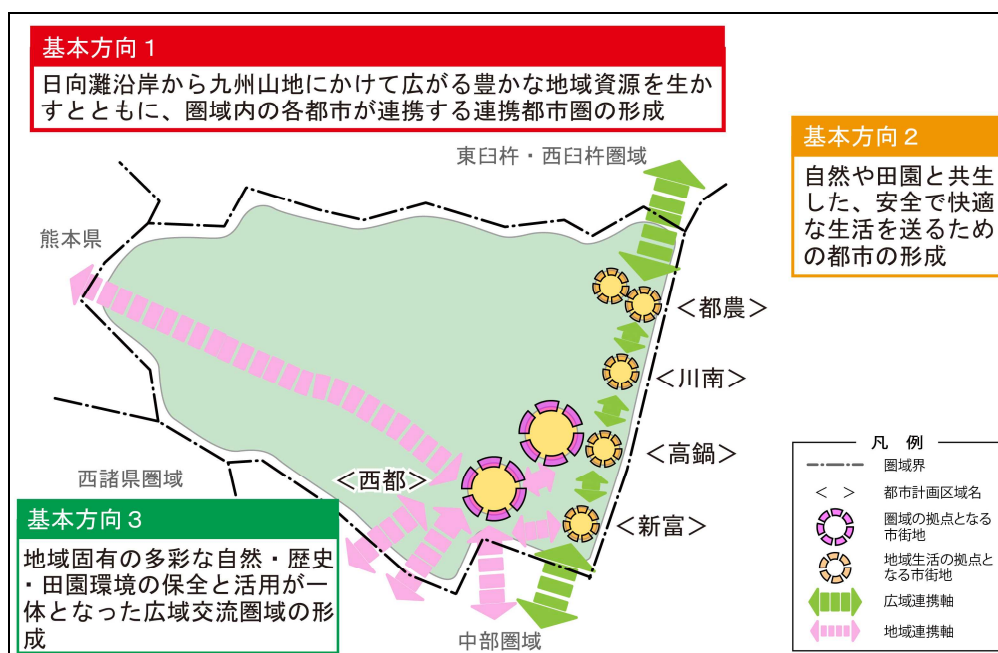 基本方向1
日向灘沿岸から九州山地にかけて広がる豊かな地域資源を生か
すとともに、圏域内の各都市が連携する連携都市圏の形成
基本方向2
自然や田園と共生
した、安全で快適
な生活を送るため
の都市の形成
東臼杵・西臼杵圏域
熊本県
<都農>
<川南>
<高鍋>
<西都>
<新富>
西諸県圏域
中部圏域
基本方向3
地域固有の多彩な自然・歴史
・田園環境の保全と活用が一
体となった広域交流圏域の形
成
凡 例
圏域界
< > 都市計画区域名
圏域の拠点となる
市街地
地域生活の拠点と
なる市街地
広域連携軸
地域連携軸